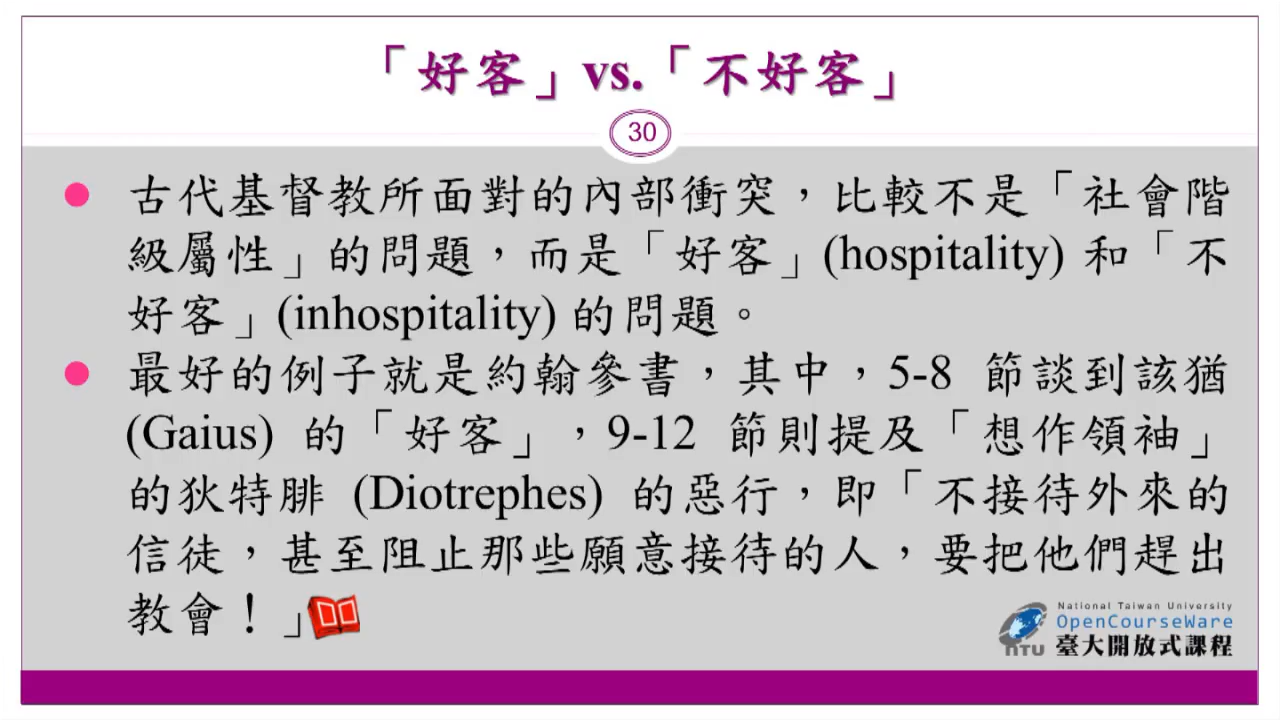 「好客」vs.「不好客」
30
古代基督教所面對的內部衝突，比較不是「社會階
級屬性」的問題，而是「好客」(hospitality) 和「不
好客」(inhospitality) 的問題。
最好的例子就是約翰參書，其中，5-8 節談到該猶
(Gaius) 的「好客」，9-12 節則提及「想作領袖」
的狄特腓 (Diotrephes) 的惡行，即「不接待外來的
信徒，甚至阻止那些願意接待的人，要把他們趕出
教會！」
National Taiwan University
OpenCourseWare
NTU 臺大開放式課程